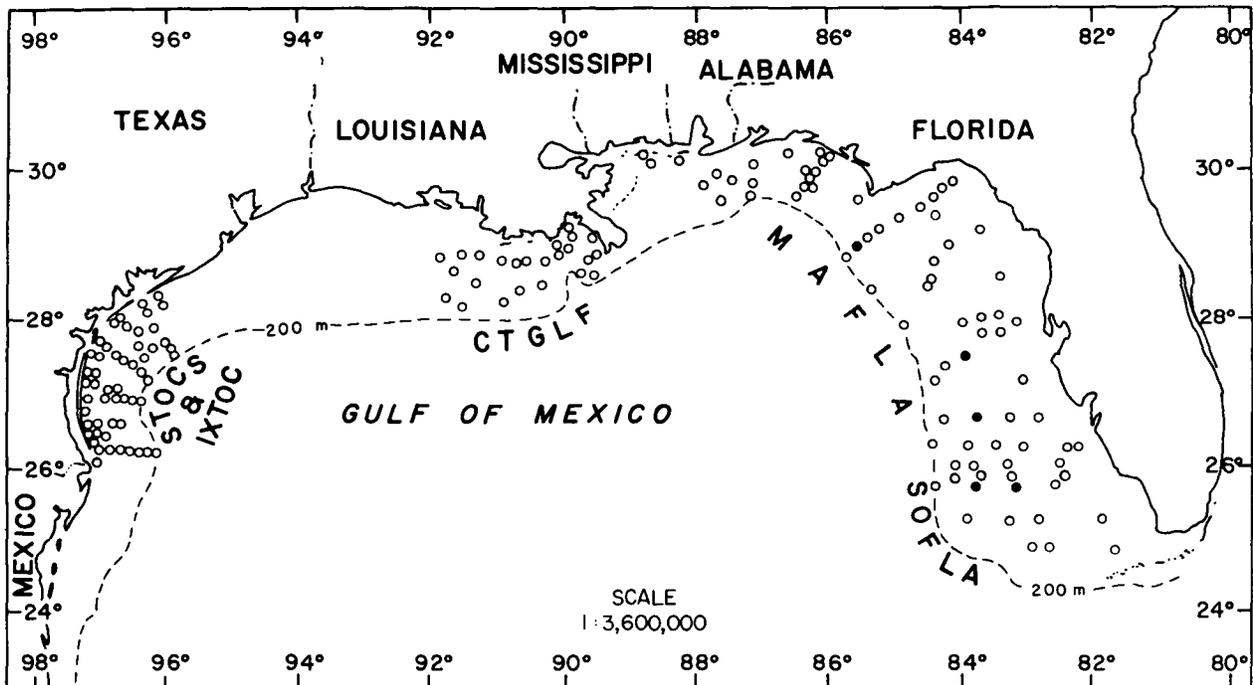 98° 96° 94° 92° 90° 88° 86° 84° 82° 80°
MISSISSIPPI ALABAMA
TEXAS LOUISIANA FLORIDA
30° 30°
MAFLA
28° 28°
200 m
CTGLF
STOCS
&
IXTOC
GULF OF MEXICO
26° 26°
SOFLA
MEXICO
200 m
SCALE
1:3,600,000
24° 24°
98° 96° 94° 92° 90° 88° 86° 84° 82° 80°